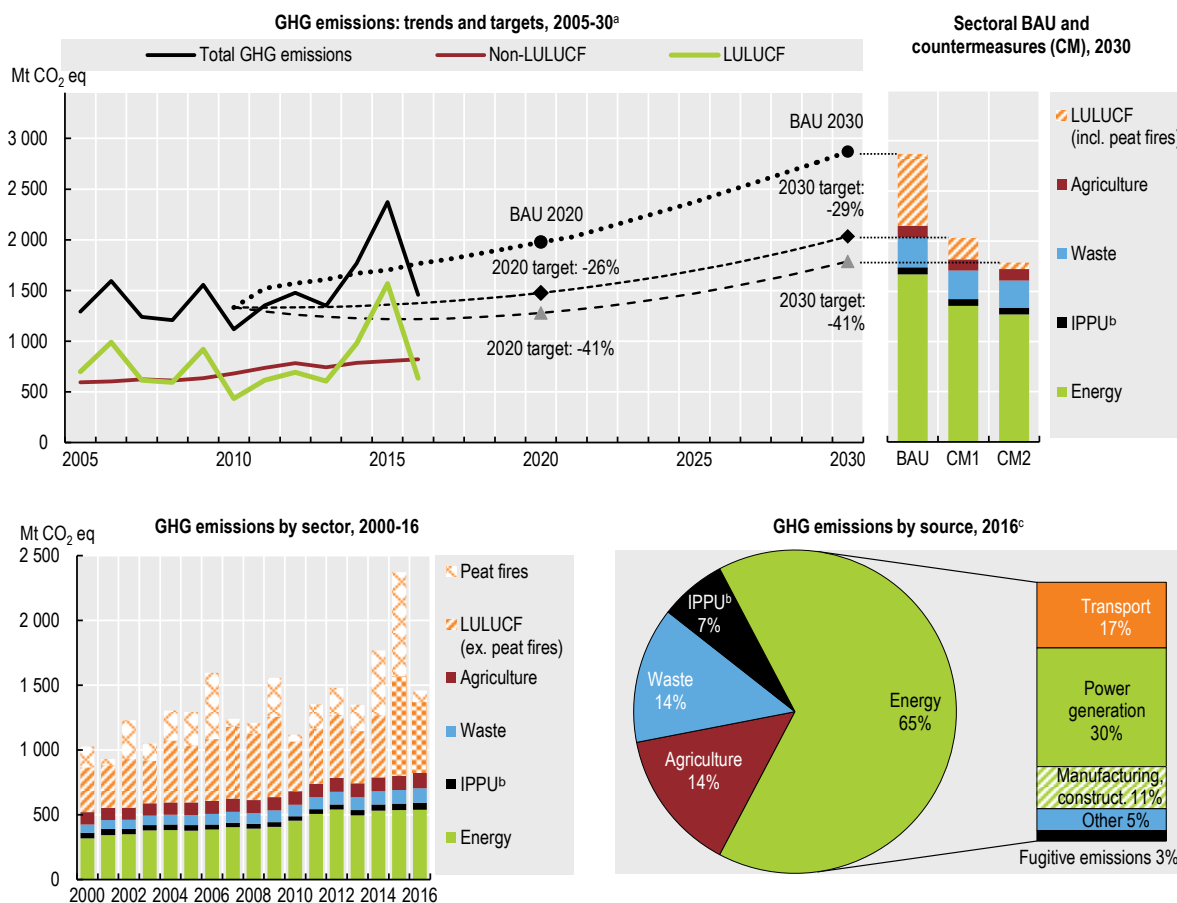 GHG emissions: trends and targets, 2005-30ᵃ
Total GHG emissions
Non-LULUCF
LULUCF
Mt CO₂ eq
3 000
2 500
2 000
1 500
1 000
500
0
2005
2010
2015
2020
2025
2030
BAU 2030
2030 target:
-29%
BAU 2020
2020 target: -26%
2030 target:
-41%
2020 target: -41%
Sectoral BAU and
countermeasures (CM), 2030
LULUCF
(incl. peat fires)
Agriculture
Waste
IPPUᵇ
Energy
BAU
CM1
CM2
GHG emissions by sector, 2000-16
Mt CO₂ eq
2 500
2 000
1 500
1 000
500
0
2000
2002
2004
2006
2008
2010
2012
2014
2016
Peat fires
LULUCF
(ex. peat fires)
Agriculture
Waste
IPPUᵇ
Energy
GHG emissions by source, 2016ᶜ
IPPUᵇ
7%
Waste
14%
Agriculture
14%
Energy
65%
Transport
17%
Power
generation
30%
Manufacturing,
construct. 11%
Other 5%
Fugitive emissions 3%